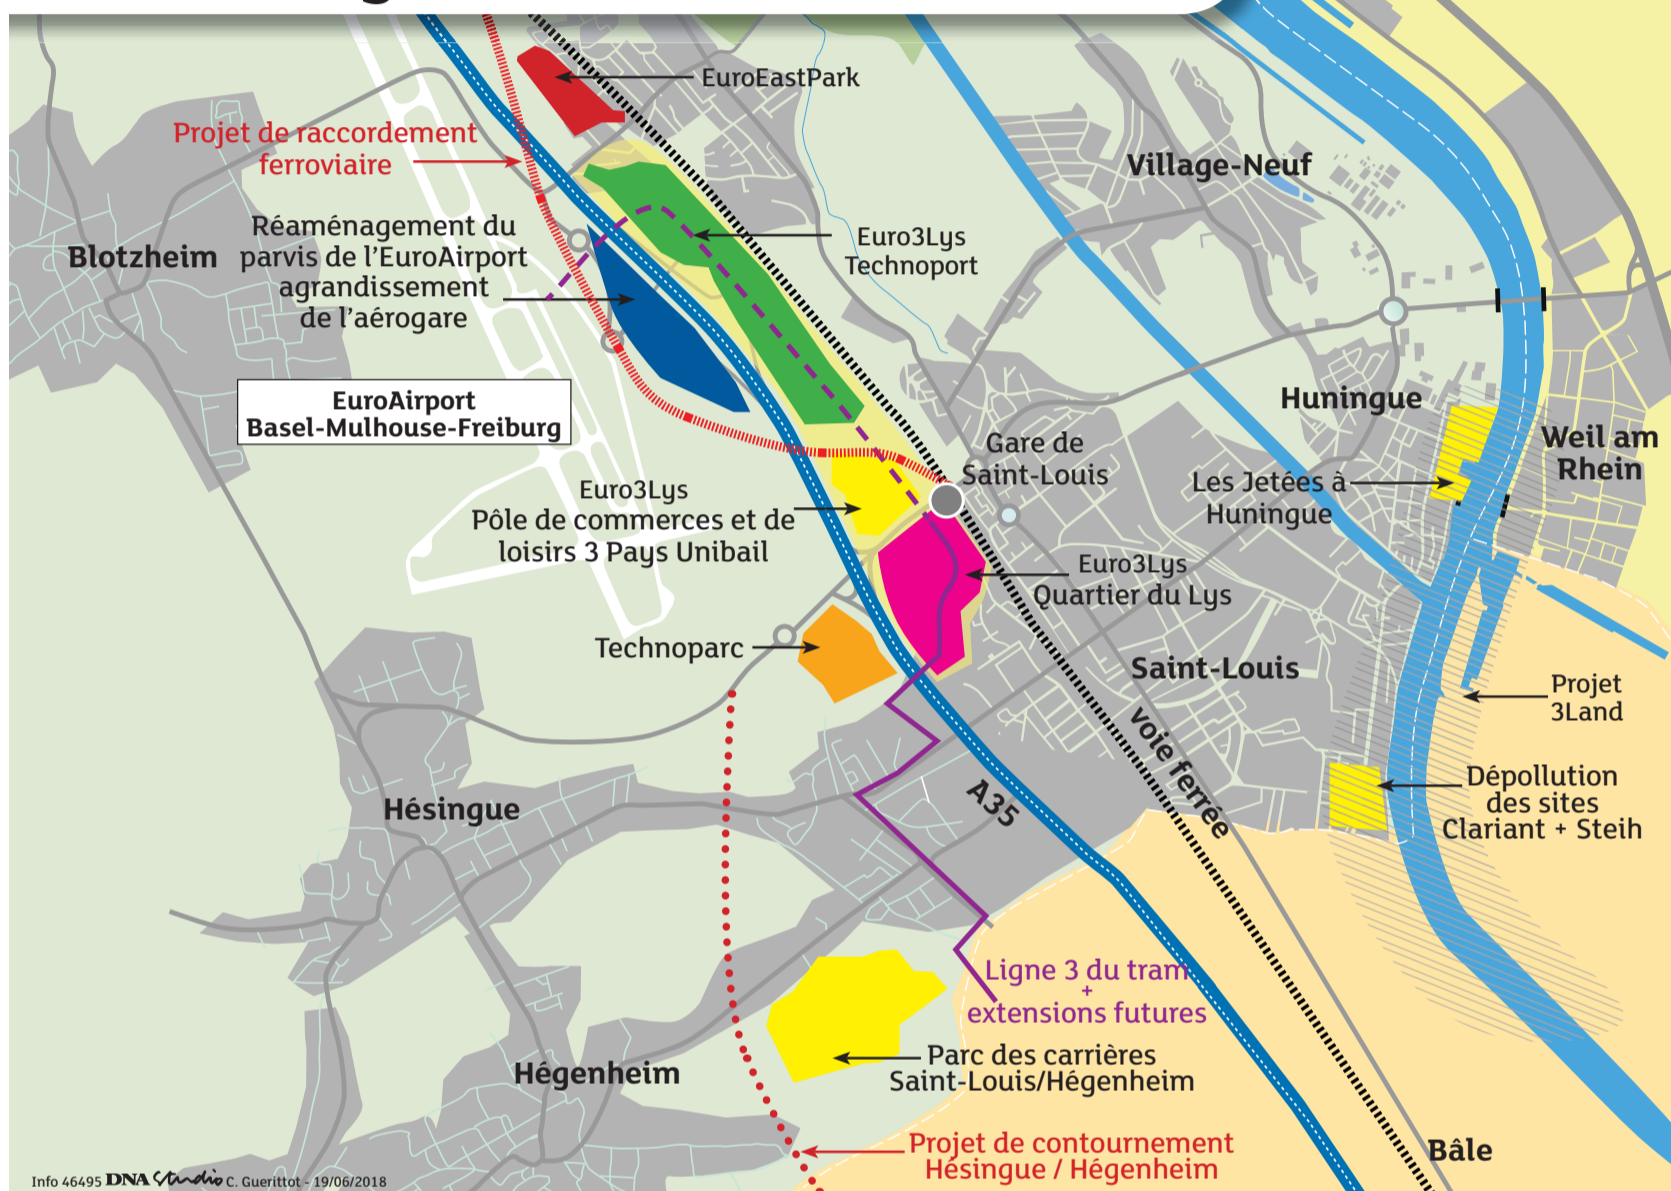 EuroEastPark
Projet de raccordement
ferroviaire
Village-Neuf
Réaménagement du
parvis de l'EuroAirport
agrandissement
de l'aérogare
Blotzheim
Euro3Lys
Technoport
EuroAirport
Basel-Mulhouse-Freiburg
Huningue
Weil am
Rhein
Gare de
Saint-Louis
Les Jetées à
Huningue
Euro3Lys
Pôle de commerces et de
loisirs 3 Pays Unibail
Euro3Lys
Quartier du Lys
Technoparc
Saint-Louis
Projet
3Land
voie ferrée
A35
Dépollution
des sites
Clariant + Steih
Hésingue
Ligne 3 du tram
+
extensions futures
Parc des carrières
Saint-Louis/Hégenheim
Hégenheim
Projet de contournement
Hésingue / Hégenheim
Bâle
Info 46495 DNA Studio C. Guerittot - 19/06/2018